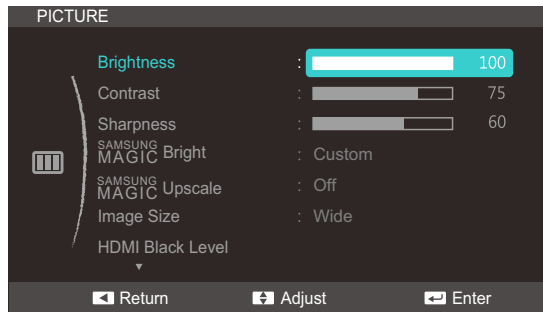 PICTURE
Brightness : 100
Contrast : 75
Sharpness : 60
SAMSUNG MAGIC Bright : Custom
SAMSUNG MAGIC Upscale : Off
Image Size : Wide
HDMI Black Level
Return Adjust Enter